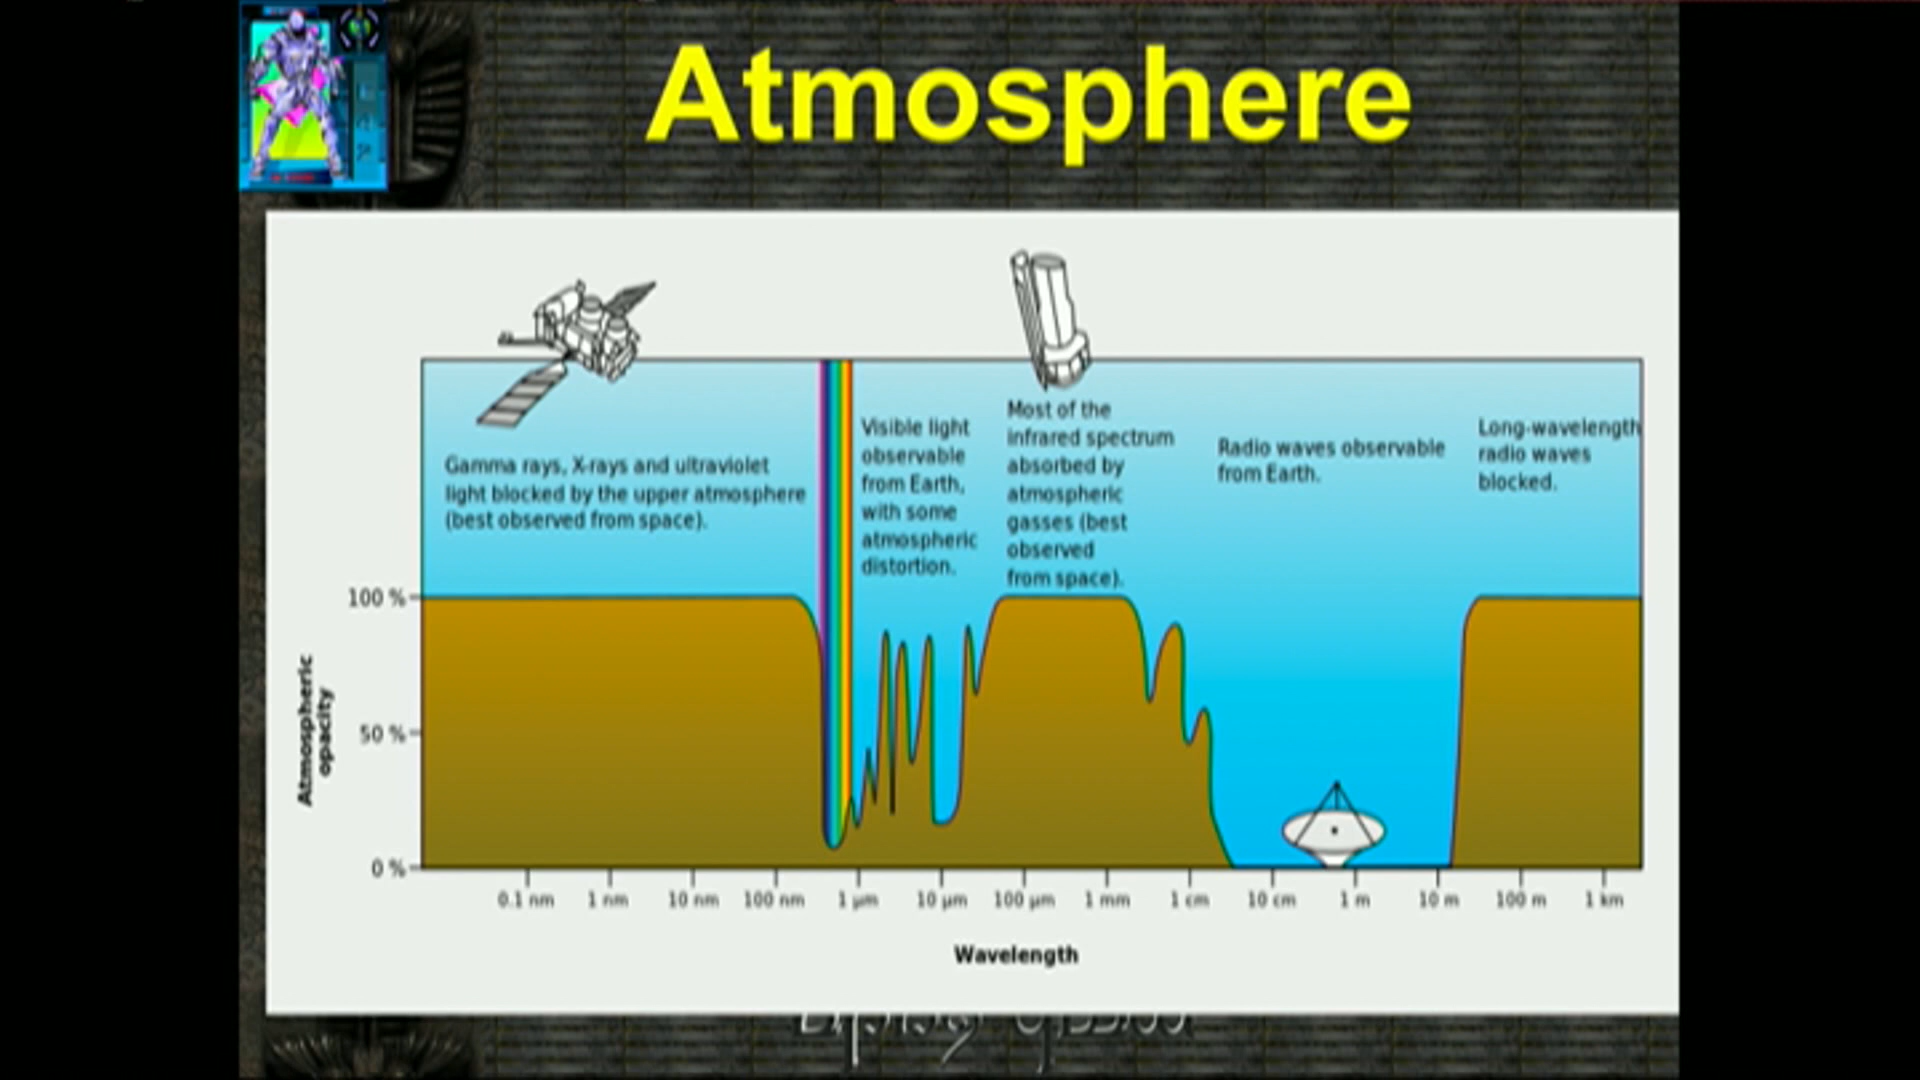 Atmosphere
Gamma rays, X-rays and ultraviolet
light blocked by the upper atmosphere
(best observed from space).
Visible light
observable
from Earth,
with some
atmospheric
distortion.
Most of the
infrared spectrum
absorbed by
atmospheric
gasses (best
observed
from space).
Radio waves observable
from Earth.
Long-wavelength
radio waves
blocked.
Atmospheric
opacity
100 %
50 %
0 %
0.1 nm 1 nm 10 nm 100 nm 1 μm 10 μm 100 μm 1 mm 1 cm 10 cm 1 m 10 m 100 m 1 km
Wavelength